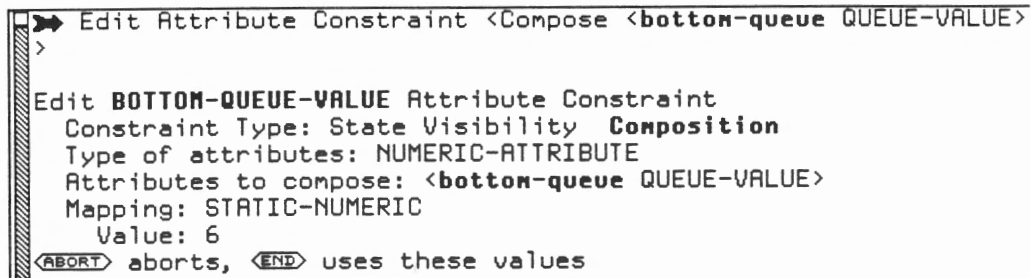 Edit Attribute Constraint <Compose <bottom-queue QUEUE-VALUE>
>
Edit BOTTOM-QUEUE-VALUE Attribute Constraint
Constraint Type: State Visibility Composition
Type of attributes: NUMERIC-ATTRIBUTE
Attributes to compose: <bottom-queue QUEUE-VALUE>
Mapping: STATIC-NUMERIC
Value: 6
<ABORT> aborts, <END> uses these values